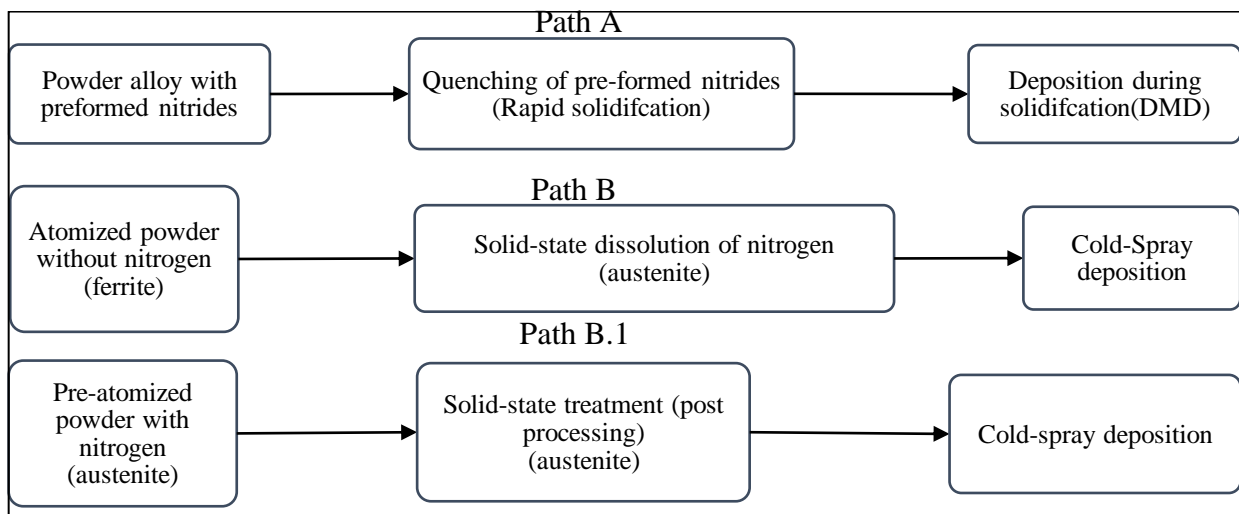 Path A
Powder alloy with
preformed nitrides
Quenching of pre-formed nitrides
(Rapid solidifcation)
Deposition during
solidifcation(DMD)
Path B
Atomized powder
without nitrogen
(ferrite)
Solid-state dissolution of nitrogen
(austenite)
Cold-Spray
deposition
Path B.1
Pre-atomized
powder with
nitrogen
(austenite)
Solid-state treatment (post
processing)
(austenite)
Cold-spray deposition